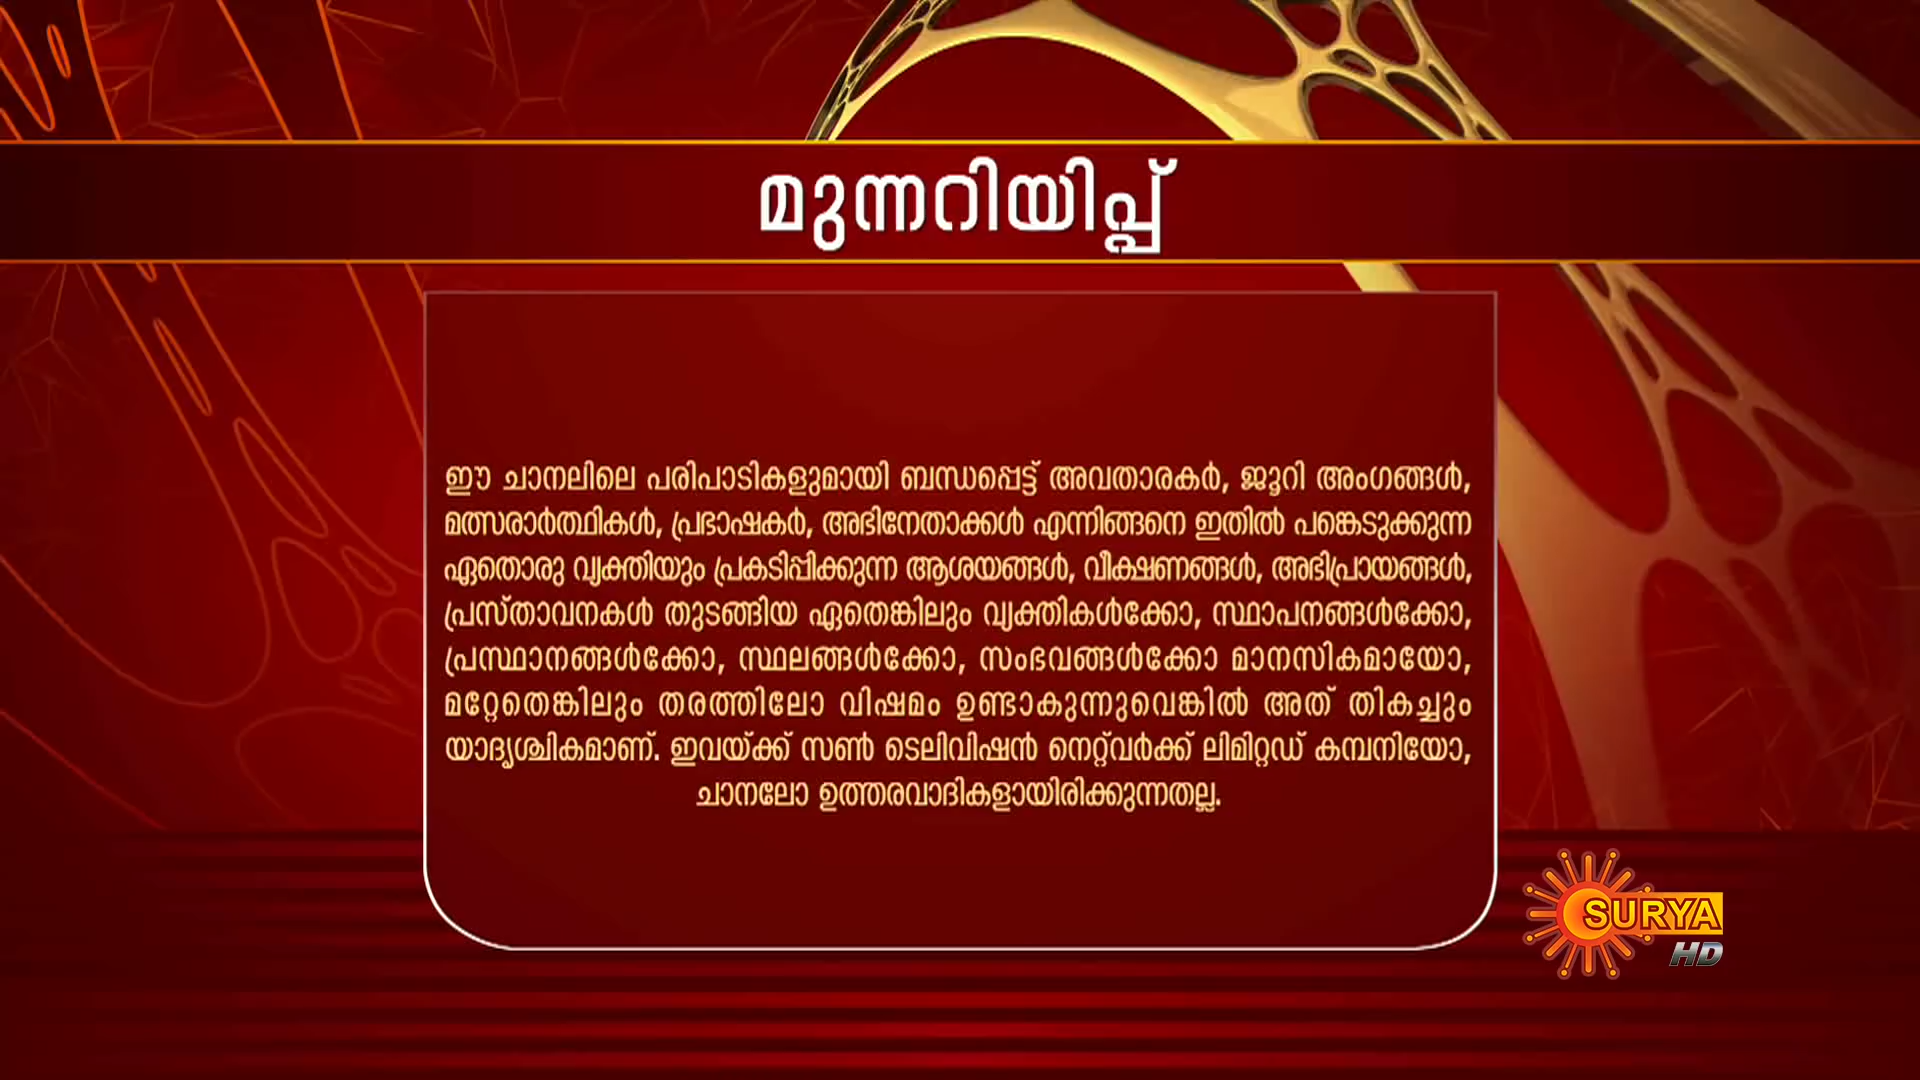 മുന്നറിയിപ്പ്
ഈ ചാനലിലെ പരിപാടികളുമായി ബന്ധപ്പെട്ട് അവതാരകർ, ജൂറി അംഗങ്ങൾ,
മത്സരാർത്ഥികൾ, പ്രഭാഷകർ, അഭിനേതാക്കൾ എന്നിങ്ങനെ ഇതിൽ പങ്കെടുക്കുന്ന
ഏതൊരു വ്യക്തിയും പ്രകടിപ്പിക്കുന്ന ആശയങ്ങൾ, വീക്ഷണങ്ങൾ, അഭിപ്രായങ്ങൾ,
പ്രസ്താവനകൾ തുടങ്ങിയ ഏതെങ്കിലും വ്യക്തികൾക്കോ, സ്ഥാപനങ്ങൾക്കോ,
പ്രസ്ഥാനങ്ങൾക്കോ, സ്ഥലങ്ങൾക്കോ, സംഭവങ്ങൾക്കോ മാനസികമായോ,
മറ്റേതെങ്കിലും തരത്തിലോ വിഷമം ഉണ്ടാകുന്നുവെങ്കിൽ അത് തികച്ചും
യാദൃശ്ചികമാണ്. ഇവയ്ക്ക് സൺ ടെലിവിഷൻ നെറ്റ്‌വർക്ക് ലിമിറ്റഡ് കമ്പനിയോ,
ചാനലോ ഉത്തരവാദികളായിരിക്കുന്നതല്ല.
SURYA
HD